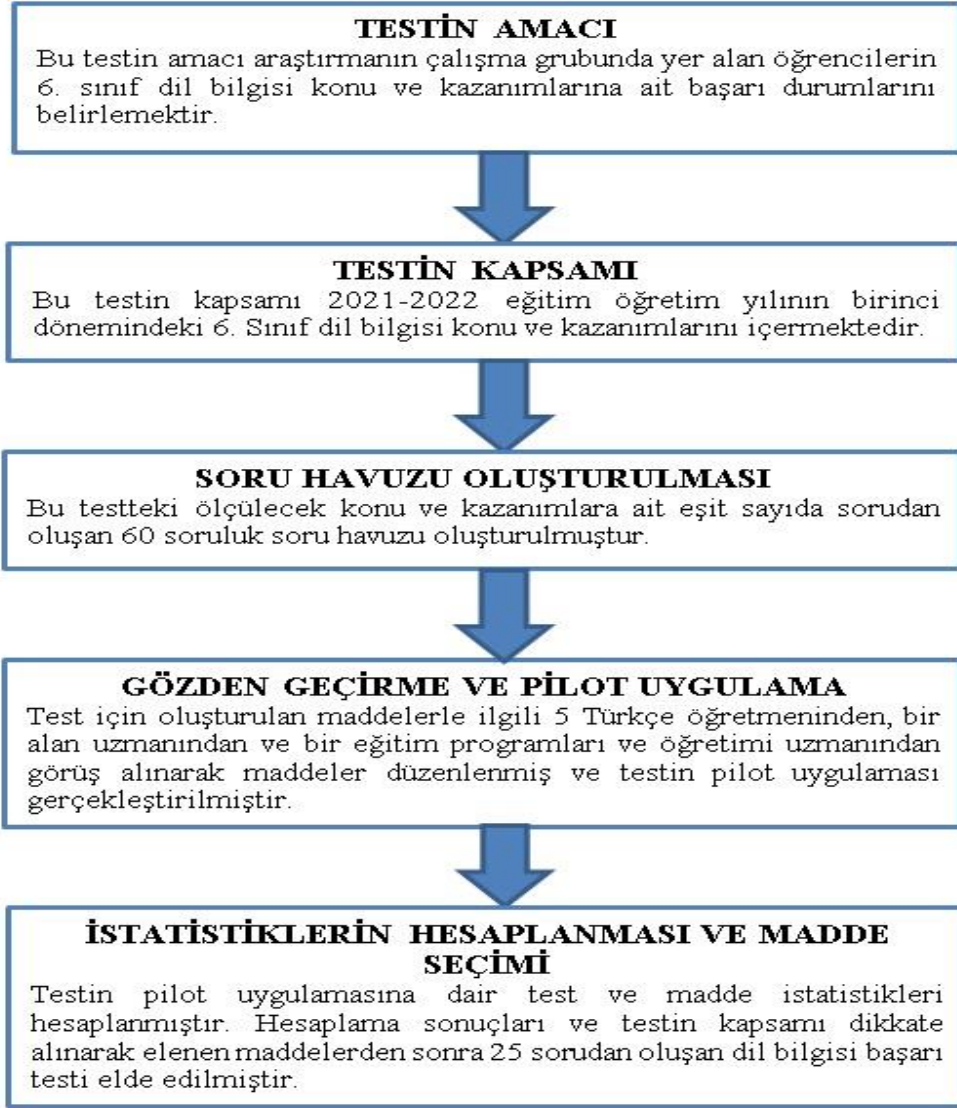 TESTİN AMACI
Bu testin amacı araştırmanın çalışma grubunda yer alan öğrencilerin
6. sınıf dil bilgisi konu ve kazanımlarına ait başarı durumlarını
belirlemektir.
TESTİN KAPSAMI
Bu testin kapsamı 2021-2022 eğitim öğretim yılının birinci
dönemindeki 6. Sınıf dil bilgisi konu ve kazanımlarını içermektedir.
SORU HAVUZU OLUŞTURULMASI
Bu testteki ölçülecek konu ve kazanımlara ait eşit sayıda sorudan
oluşan 60 soruluk soru havuzu oluşturulmuştur.
GÖZDEN GEÇİRME VE PİLOT UYGULAMA
Test için oluşturulan maddelerle ilgili 5 Türkçe öğretmeninden, bir
alan uzmanından ve bir eğitim programları ve öğretimi uzmanından
görüş alınarak maddeler düzenlenmiş ve testin pilot uygulaması
gerçekleştirilmiştir.
İSTATİSTİKLERİN HESAPLANMASI VE MADDE
SEÇİMİ
Testin pilot uygulamasına dair test ve madde istatistikleri
hesaplanmıştır. Hesaplama sonuçları ve testin kapsamı dikkate
alınarak elenen maddelerden sonra 25 sorudan oluşan dil bilgisi başarı
testi elde edilmiştir.